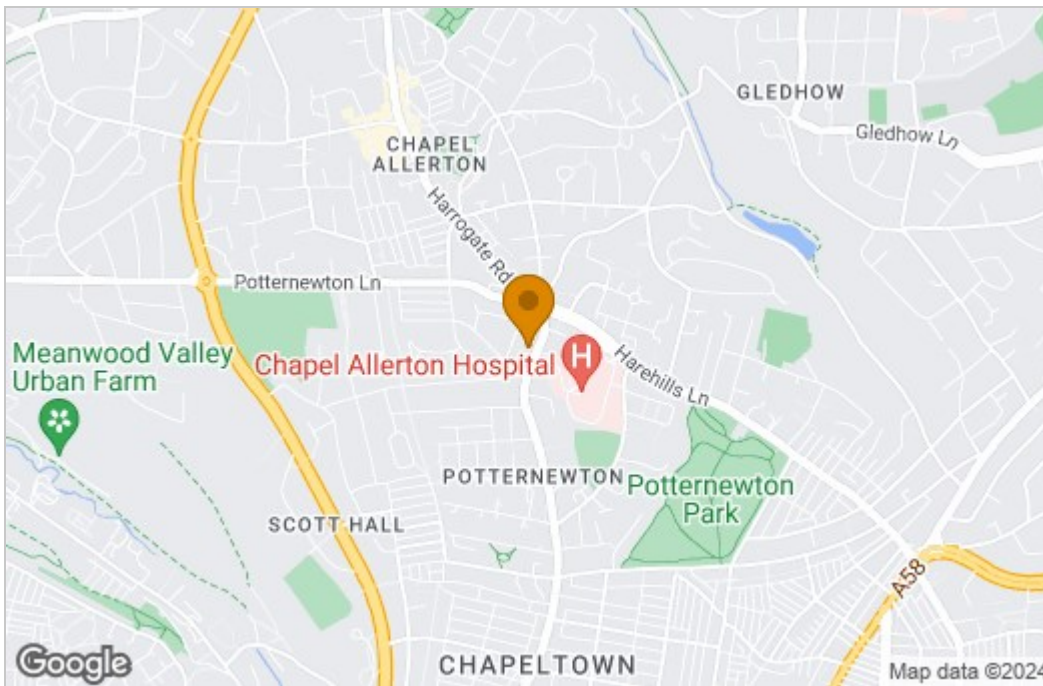 GLEDHOW
Gledhow Ln
CHAPEL
ALLERTON
Harrogate Rd
Potternewton Ln
Meanwood Valley
Urban Farm
Chapel Allerton Hospital
H
Harehills Ln
POTTERNEWTON
Potternewton
Park
SCOTT HALL
A58
CHAPELTOWN
Google
Map data ©2024